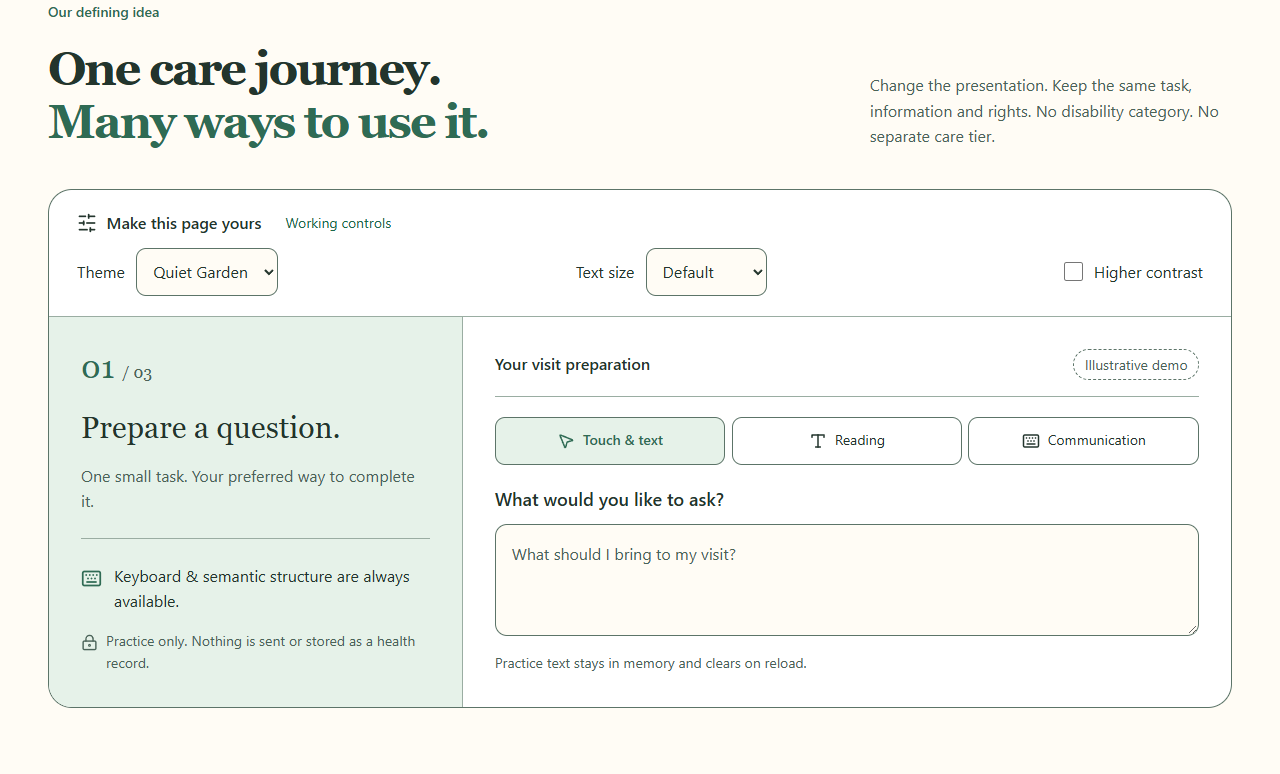 Our defining idea
One care journey.
Many ways to use it.
Change the presentation. Keep the same task,
information and rights. No disability category. No
separate care tier.
Make this page yours
Working controls
Theme
Quiet Garden
Text size
Default
Higher contrast
01 / 03
Prepare a question.
One small task. Your preferred way to complete
it.
Keyboard & semantic structure are always
available.
Practice only. Nothing is sent or stored as a health
record.
Your visit preparation
Illustrative demo
Touch & text
Reading
Communication
What would you like to ask?
What should I bring to my visit?
Practice text stays in memory and clears on reload.